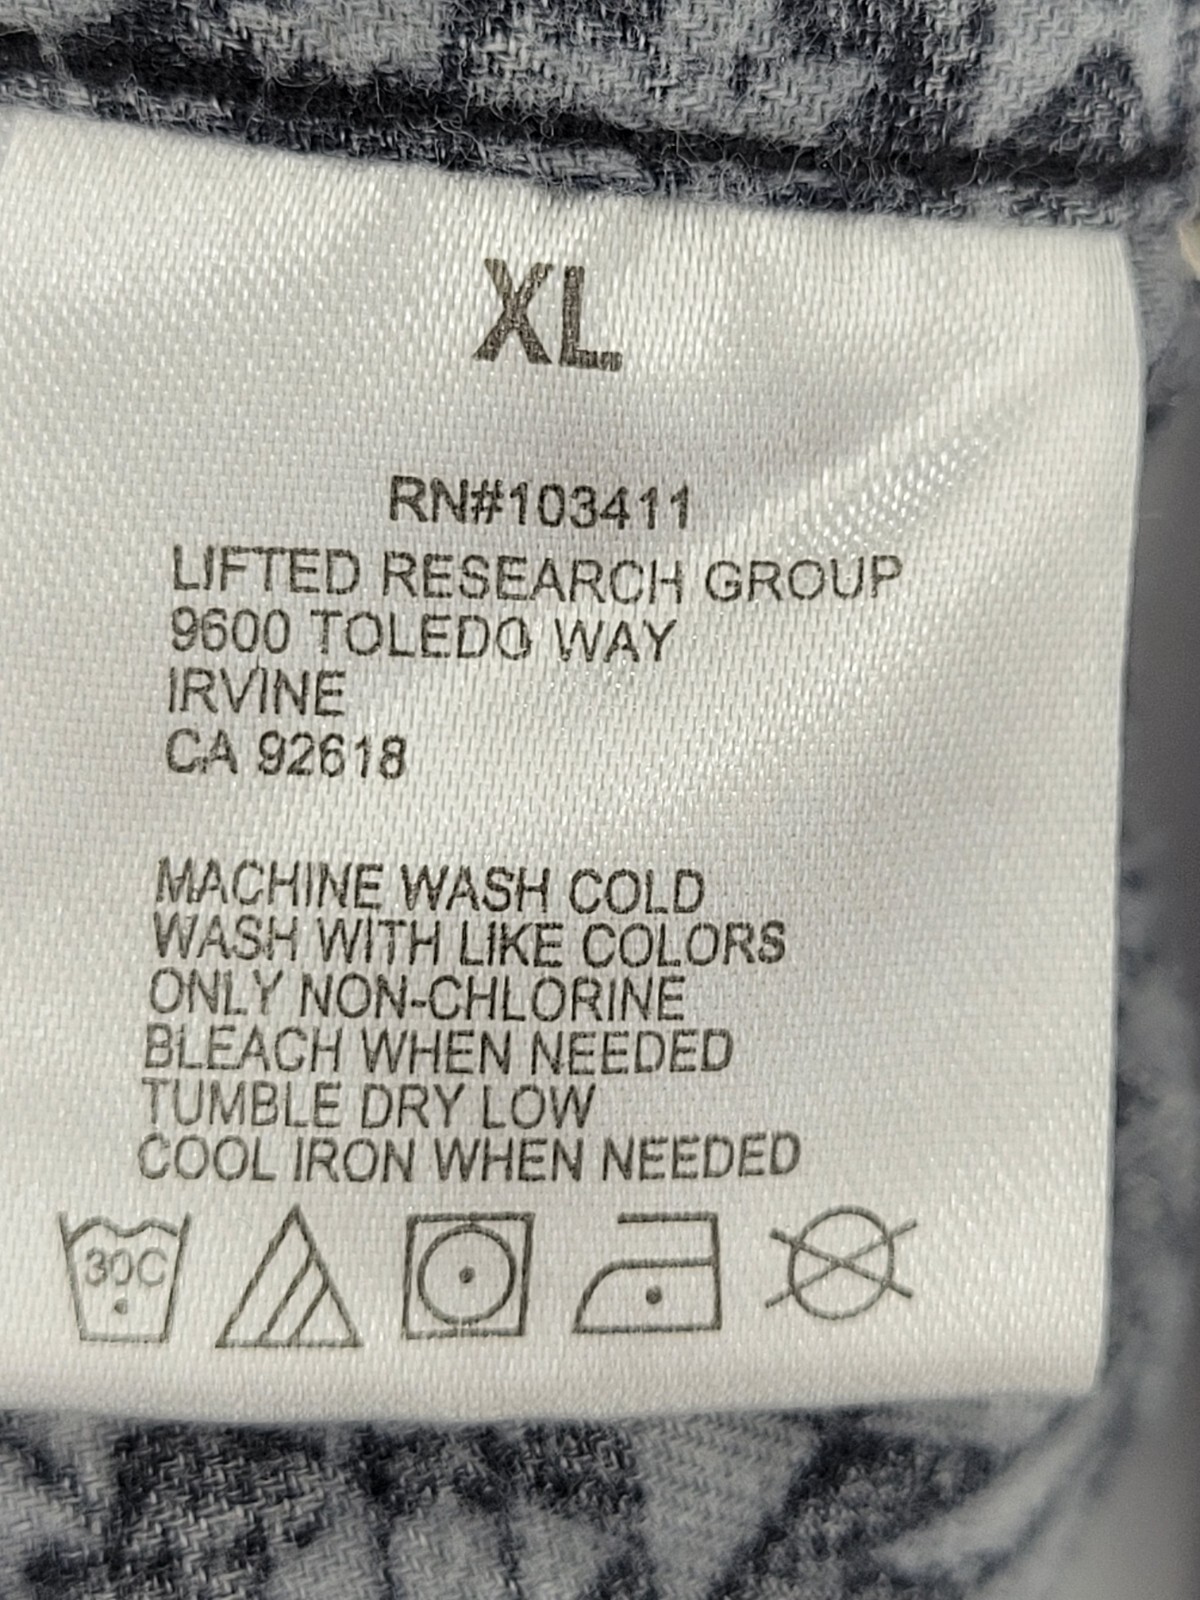 XL
RN#103411
LIFTED RESEARCH GROUP
9600 TOLEDO WAY
IRVINE
CA 92618
MACHINE WASH COLD
WASH WITH LIKE COLORS
ONLY NON-CHLORINE
BLEACH WHEN NEEDED
TUMBLE DRY LOW
COOL IRON WHEN NEEDED
30C